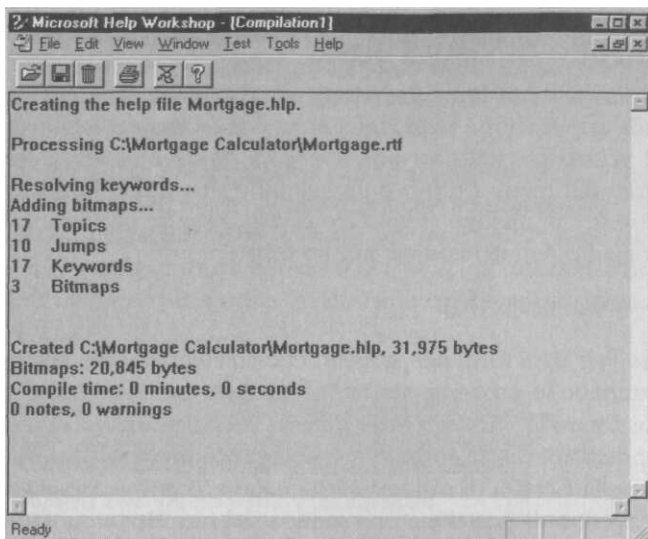 Microsoft Help Workshop - [Compilation1]
File Edit View Window Test Tools Help
Creating the help file Mortgage.hlp.
Processing C:\Mortgage Calculator\Mortgage.rtf
Resolving keywords...
Adding bitmaps...
17 Topics
10 Jumps
17 Keywords
3 Bitmaps
Created C:\Mortgage Calculator\Mortgage.hlp, 31,975 bytes
Bitmaps: 20,845 bytes
Compile time: 0 minutes, 0 seconds
0 notes, 0 warnings
Ready